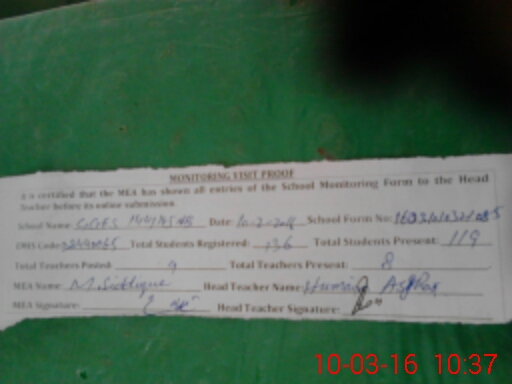 MONITORING VISIT PROOF
It is certified that the MEA has shown all entries of the School Monitoring Form to the Head
Teacher before its online submission
School Name: Date: School Form No:
EMIS Code: Total Students Registered: 136 Total Students Present: 119
Total Teachers Posted: 9 Total Teachers Present: 8
MEA Name: M. Siddique Head Teacher Name: Humaira
MEA Signature: Head Teacher Signature:
10-03-16 10:37